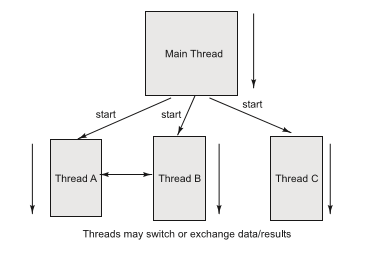 Main Thread
start
start
start
Thread A
Thread B
Thread C
Threads may switch or exchange data/results